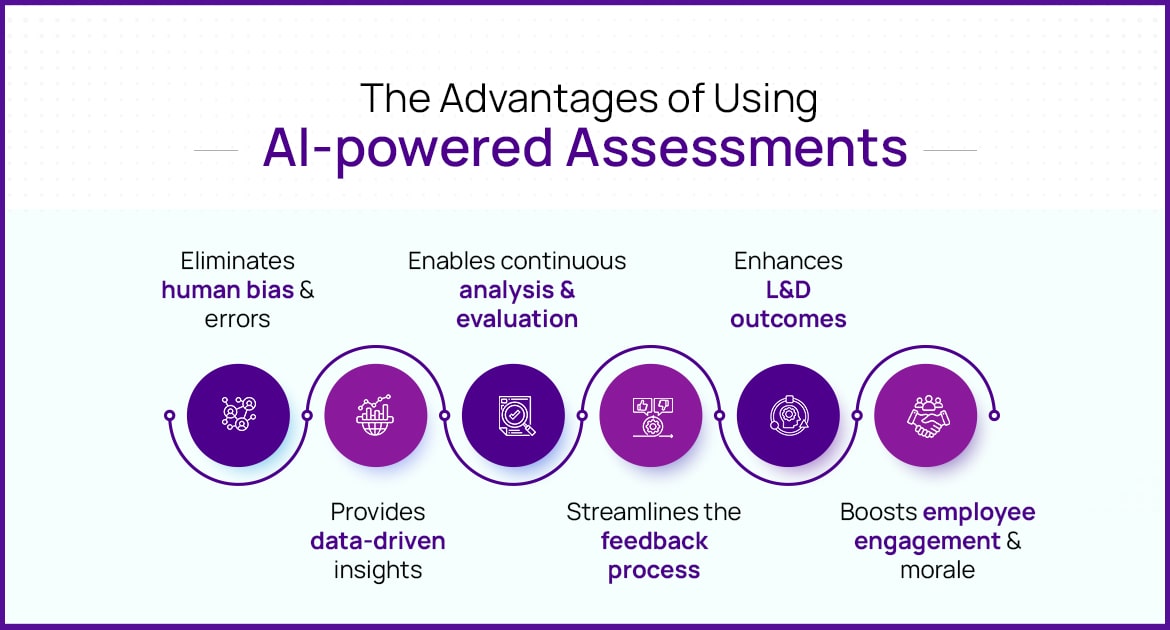 The Advantages of Using
AI-powered Assessments
Eliminates
human bias &
errors
Provides
data-driven
insights
Enables continuous
analysis &
evaluation
Streamlines the
feedback
process
Enhances
L&D
outcomes
Boosts employee
engagement &
morale